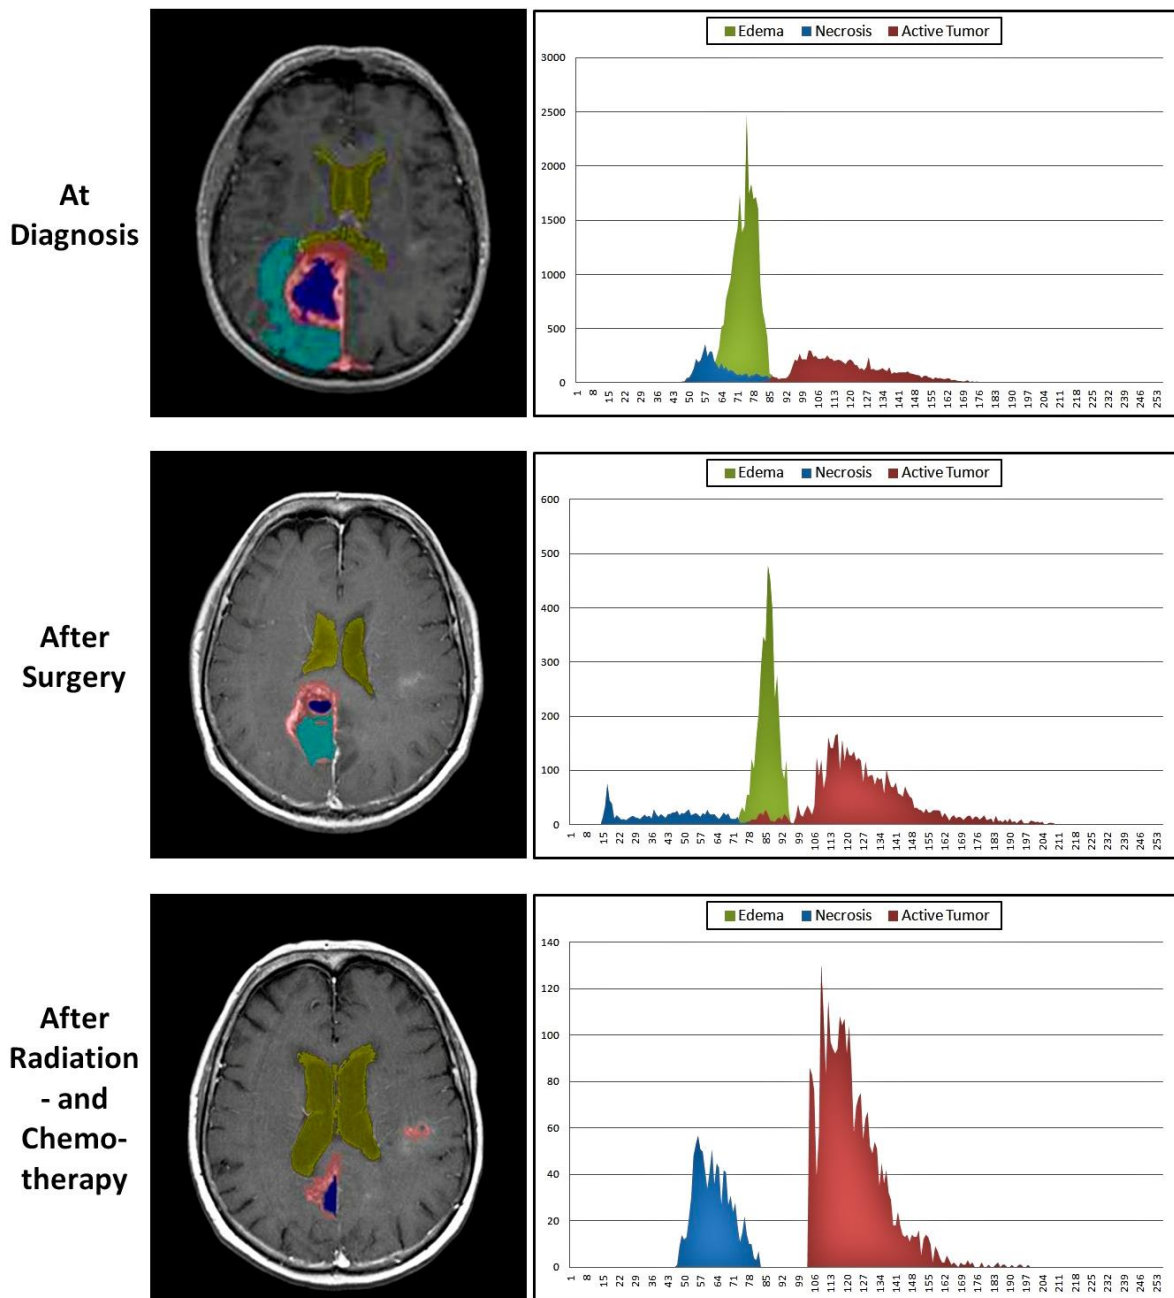 At
Diagnosis
Edema Necrosis Active Tumor
3000
2500
2000
1500
1000
500
0
1 8 15 22 29 36 43 50 57 64 71 78 85 92 99 106 113 120 127 134 141 148 155 162 169 176 183 190 197 204 211 218 225 232 239 246 253
After
Surgery
Edema Necrosis Active Tumor
600
500
400
300
200
100
0
1 8 15 22 29 36 43 50 57 64 71 78 85 92 99 106 113 120 127 134 141 148 155 162 169 176 183 190 197 204 211 218 225 232 239 246 253
After
Radiation
- and
Chemo-
therapy
Edema Necrosis Active Tumor
140
120
100
80
60
40
20
0
1 8 15 22 29 36 43 50 57 64 71 78 85 92 99 106 113 120 127 134 141 148 155 162 169 176 183 190 197 204 211 218 225 232 239 246 253